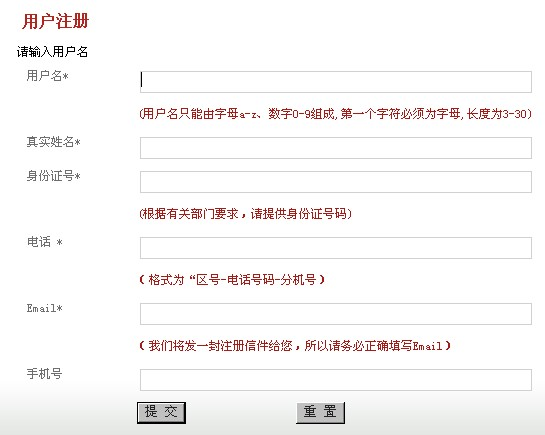 用户注册
请输入用户名
用户名*
(用户名只能由字母a-z、数字0-9组成,第一个字符必须为字母,长度为3-30)
真实姓名*
身份证号*
(根据有关部门要求，请提供身份证号码)
电话 *
( 格式为“区号-电话号码-分机号 )
Email*
( 我们将发一封注册信件给您，所以请务必正确填写Email )
手机号
提 交 重 置